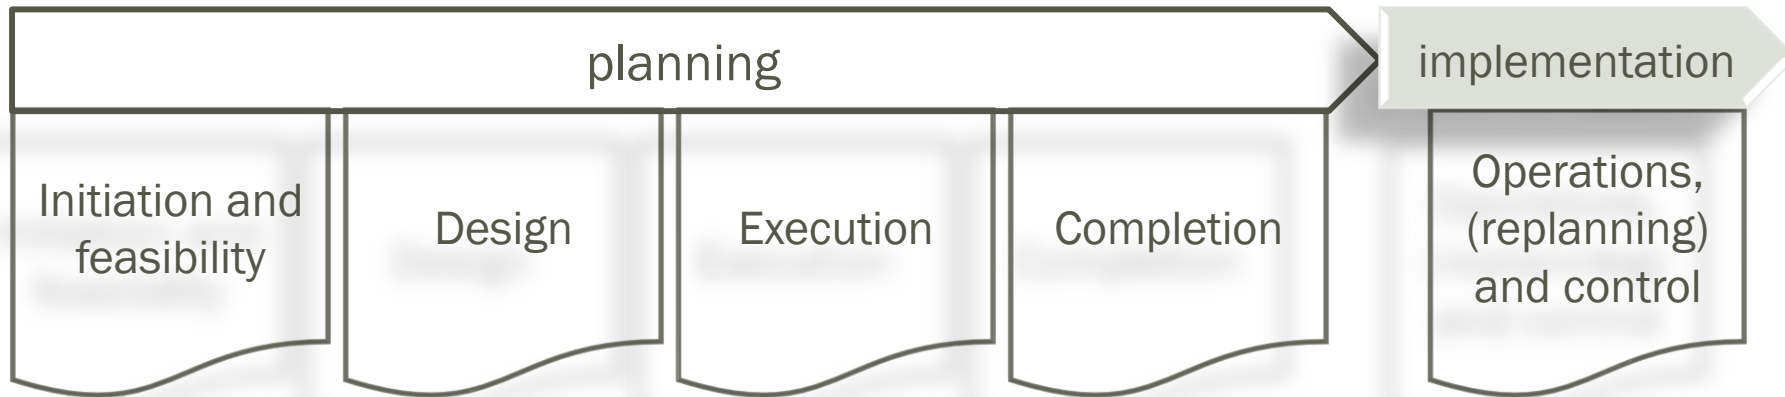 planning
implementation
Initiation and
feasibility
Design
Execution
Completion
Operations,
(replanning)
and control